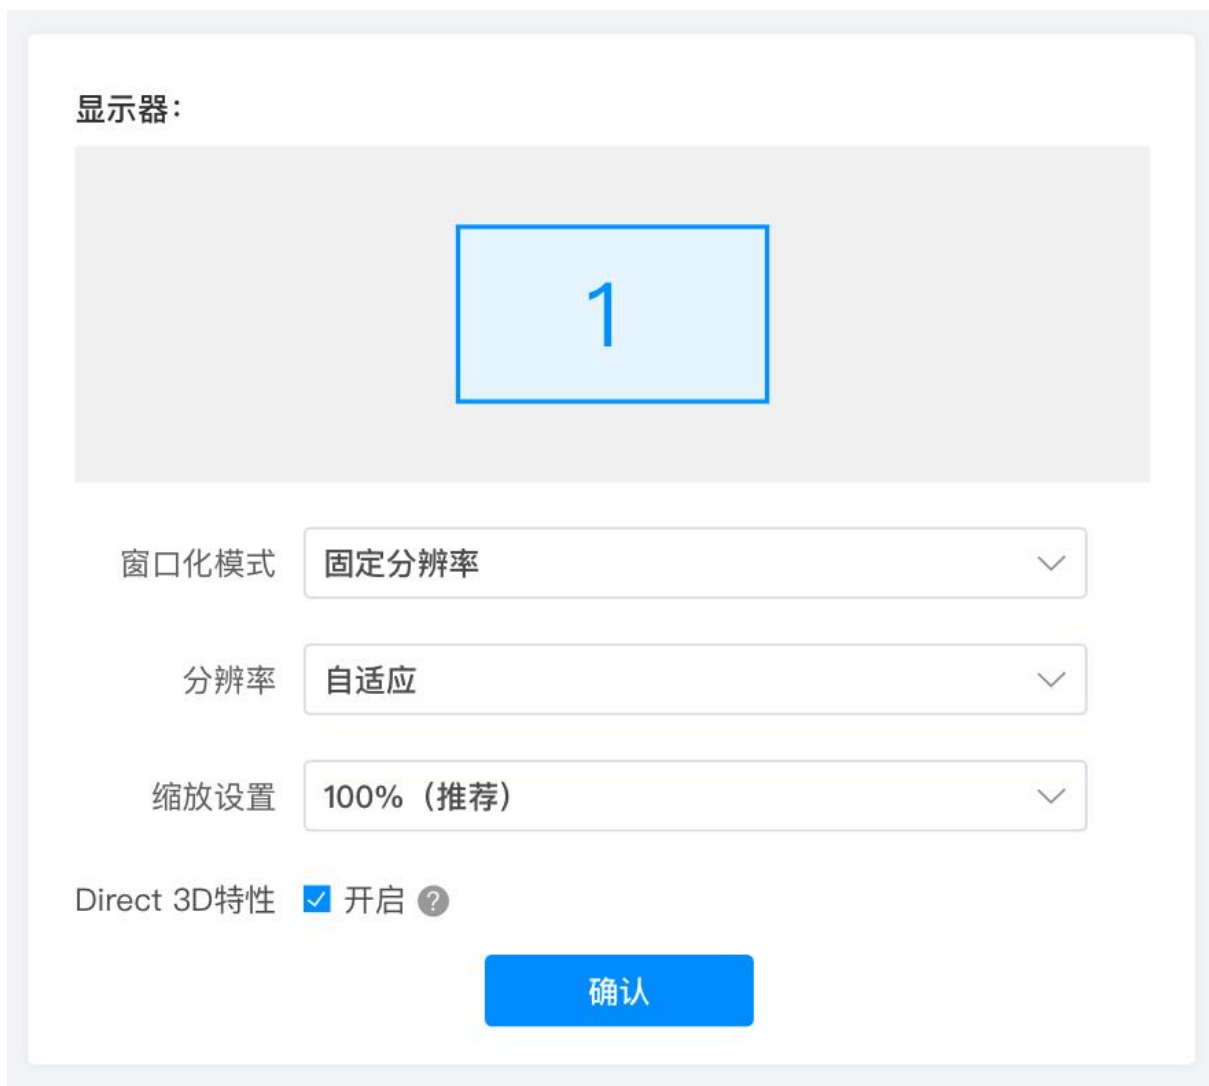 显示器：
1
窗口化模式 固定分辨率
分辨率 自适应
缩放设置 100%（推荐）
Direct 3D特性 开启 ?
确认